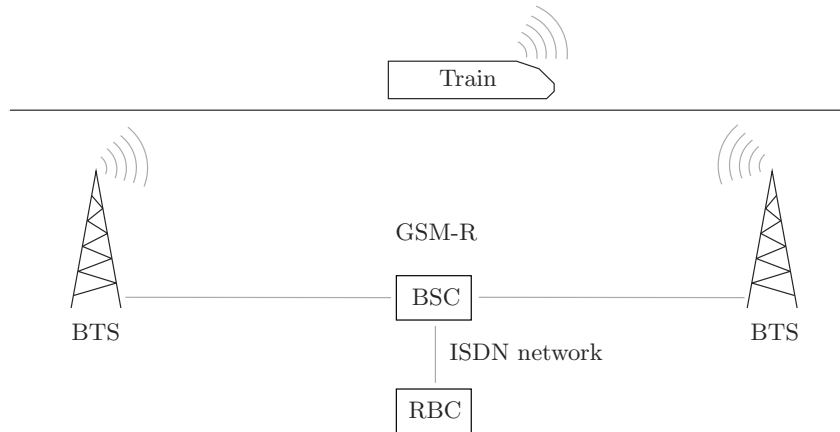 Train
GSM-R
BSC
BTS
BTS
ISDN network
RBC